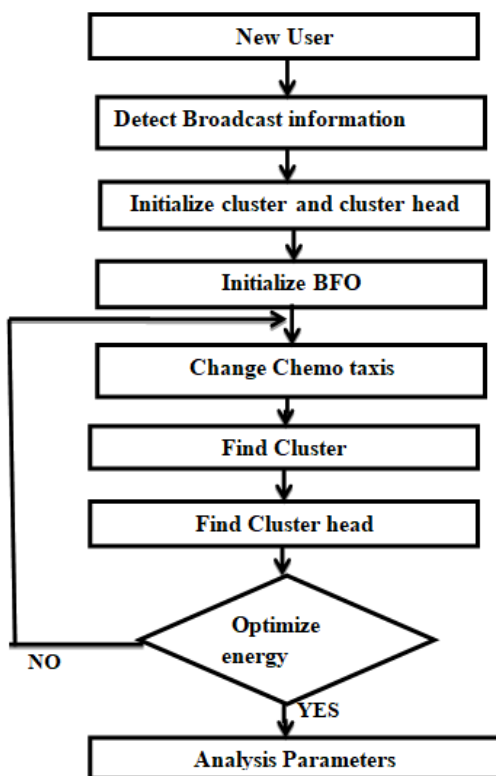 New User
Detect Broadcast information
Initialize cluster and cluster head
Initialize BFO
Change Chemo taxis
Find Cluster
Find Cluster head
Optimize
energy
NO
YES
Analysis Parameters